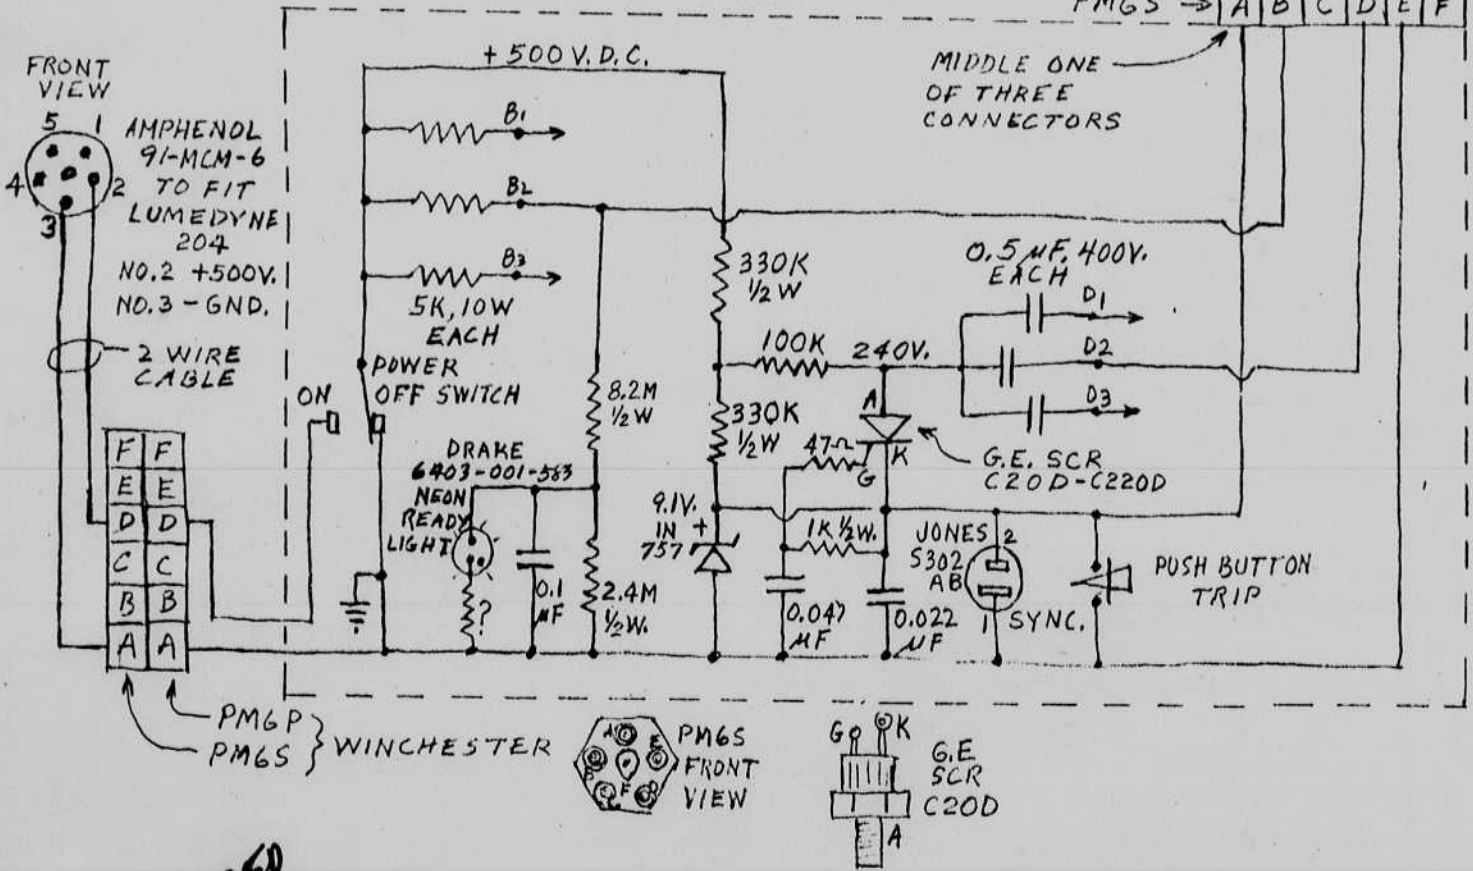 PM6S → A B C D E F
+ 500 V. D. C.
MIDDLE ONE
OF THREE
CONNECTORS
FRONT
VIEW
5 1
4 2
3
AMPHENOL
91-MCM-6
TO FIT
LUMEDYNE
204
NO. 2 +500V.
NO. 3 - GND.
2 WIRE
CABLE
B1
B2
B3
5K, 10W
EACH
POWER
OFF SWITCH
ON
330K
½ W
0.5 µF. 400V.
EACH
D1
D2
D3
100K
240V.
8.2M
½ W
330K
½ W
A
47Ω
G
K
G.E. SCR
C20D-C220D
DRAKE
6403-001-583
NEON
READY
LIGHT
?
0.1
µF
2.4M
½ W.
9.1V.
IN
757
+
1K ½W.
0.047
µF
0.022
µF
JONES
S302
AB
2
1
SYNC.
PUSH BUTTON
TRIP
F F
E E
D D
C C
B B
A A
PM6P
PM6S
WINCHESTER
A
E
F
PM6S
FRONT
VIEW
G
K
A
G.E
SCR
C20D